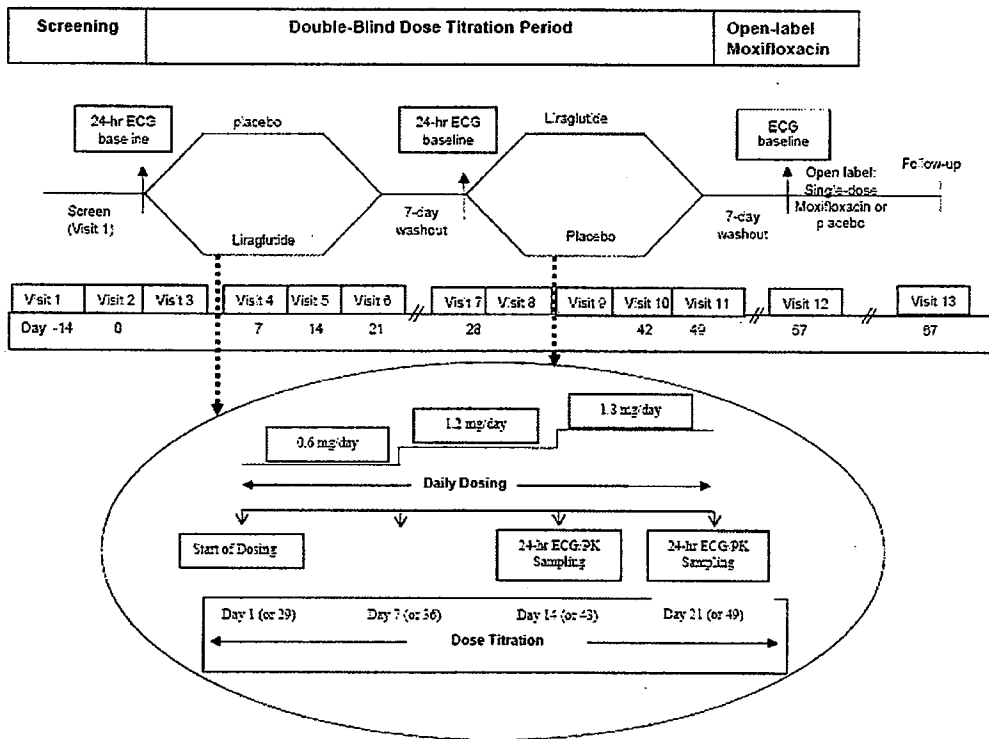 Screening
Double-Blind Dose Titration Period
Open-label
Moxifloxacin
24-hr ECG
baseline
placebo
24-hr ECG
baseline
Liraglutide
ECG
baseline
Follow-up
Open label:
Single-dose
Moxifloxacin or
placebo
Screen
(Visit 1)
Liraglutide
7-day
washout
Placebo
7-day
washout
Visit 1 Visit 2 Visit 3 Visit 4 Visit 5 Visit 6 Visit 7 Visit 8 Visit 9 Visit 10 Visit 11 Visit 12 Visit 13
Day -14 0 7 14 21 28 42 49 57
0.6 mg/day
1.2 mg/day
1.8 mg/day
Daily Dosing
Start of Dosing
24-hr ECG/PK
Sampling
24-hr ECG/PK
Sampling
Day 1 (or 29) Day 7 (or 36) Day 14 (or 43) Day 21 (or 49)
Dose Titration